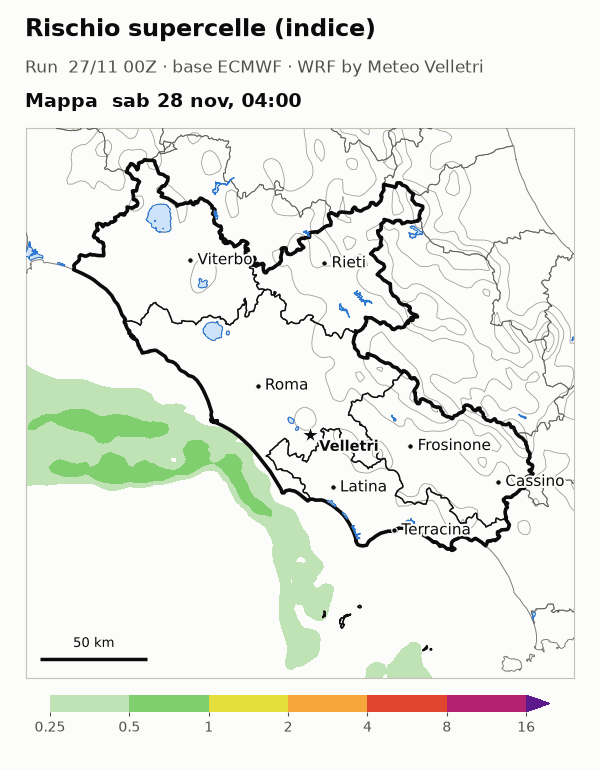 Rischio supercelle (indice)
Run  27/11 00Z · base ECMWF · WRF by Meteo Velletri
Mappa  sab 28 nov, 04:00
Viterbo
Rieti
Roma
Velletri
Frosinone
Cassino
Latina
Terracina
50 km
0.25 0.5 1 2 4 8 16